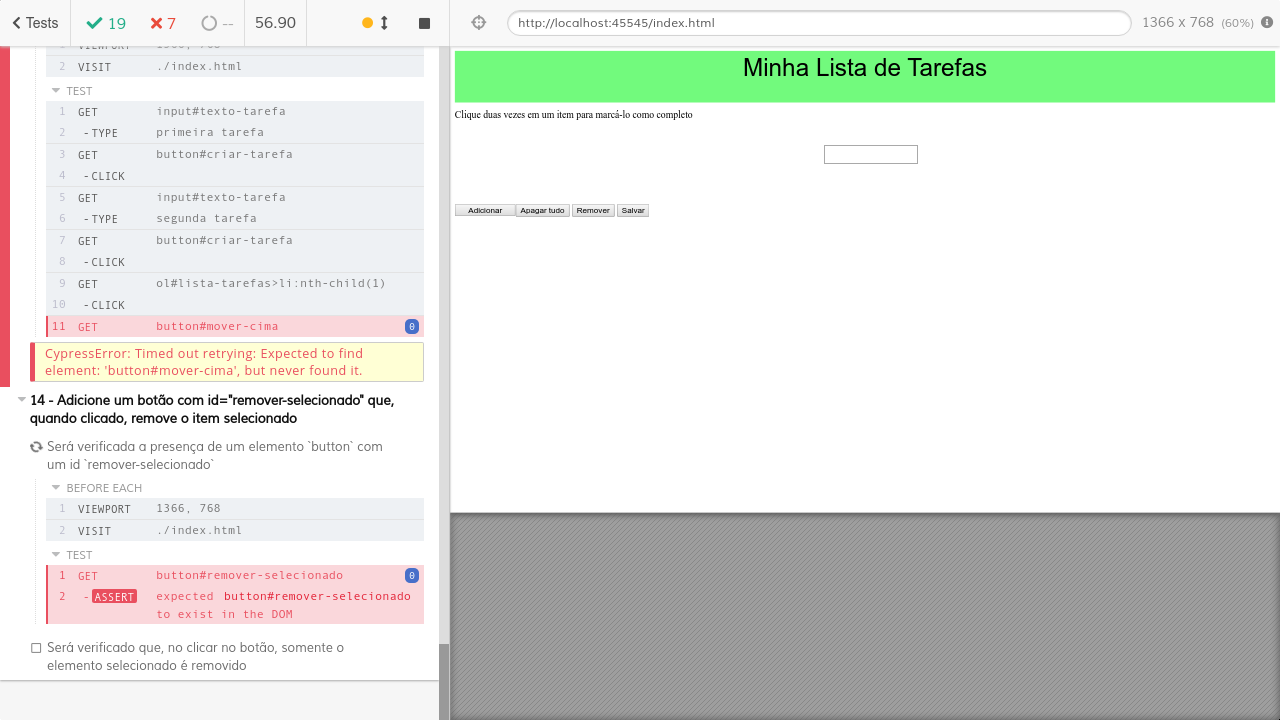 Tests 19 7 -- 56.90
http://localhost:45545/index.html 1366 x 768 (60%)
2 VISIT ./index.html
TEST
1 GET input#texto-tarefa
2 -TYPE primeira tarefa
3 GET button#criar-tarefa
4 -CLICK
5 GET input#texto-tarefa
6 -TYPE segunda tarefa
7 GET button#criar-tarefa
8 -CLICK
9 GET ol#lista-tarefas>li:nth-child(1)
10 -CLICK
11 GET button#mover-cima 0
CypressError: Timed out retrying: Expected to find
element: 'button#mover-cima', but never found it.
14 - Adicione um botão com id="remover-selecionado" que,
quando clicado, remove o item selecionado
Será verificada a presença de um elemento `button` com
um id `remover-selecionado`
BEFORE EACH
1 VIEWPORT 1366, 768
2 VISIT ./index.html
TEST
1 GET button#remover-selecionado 0
2 -ASSERT expected button#remover-selecionado
to exist in the DOM
Será verificado que, no clicar no botão, somente o
elemento selecionado é removido
Minha Lista de Tarefas
Clique duas vezes em um item para marcá-lo como completo
Adicionar Apagar tudo Remover Salvar